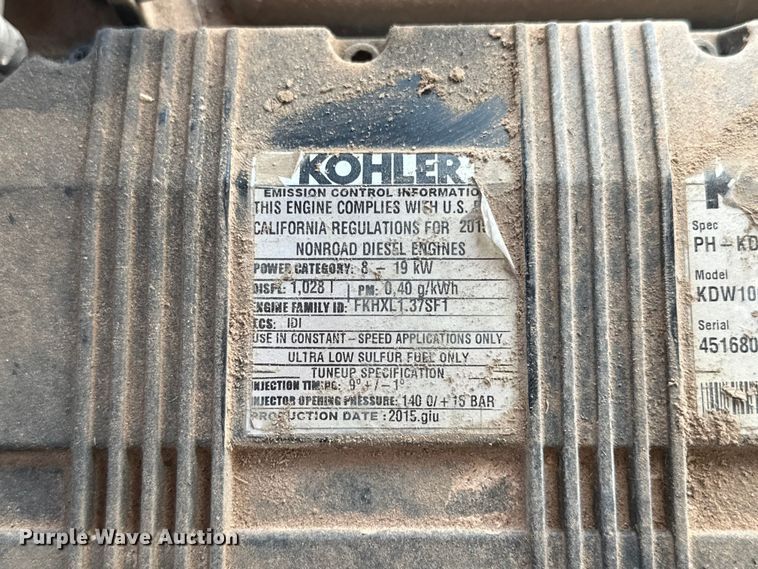 KOHLER
EMISSION CONTROL INFORMATIO
THIS ENGINE COMPLIES WITH U.S.
CALIFORNIA REGULATIONS FOR 201
NONROAD DIESEL ENGINES
POWER CATEGORY: 8 - 19 kW
DISPL: 1,028 l PM: 0,40 g/kWh
ENGINE FAMILY ID: FKHXL1.37SF1
ECS: IDI
USE IN CONSTANT-SPEED APPLICATIONS ONLY
ULTRA LOW SULFUR FUEL ONLY
TUNEUP SPECIFICATION
INJECTION TIMING: 9°+/-1°
INJECTOR OPENING PRESSURE: 140 0/+15 BAR
PRODUCTION DATE: 2015.giu
K
Spec
PH-KD
Model
KDW10
Serial
451680
Purple Wave Auction